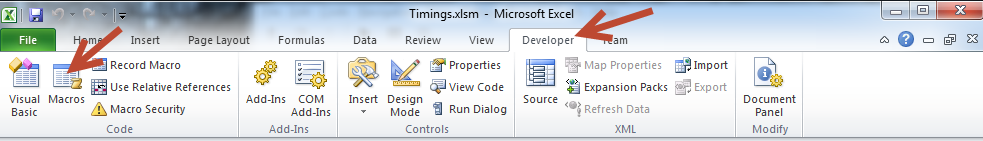 Timings.xlsm - Microsoft Excel
File Home Insert Page Layout Formulas Data Review View Developer Team
Visual Basic
Macros
Record Macro
Use Relative References
Macro Security
Code
Add-Ins
COM Add-Ins
Add-Ins
Insert
Design Mode
Properties
View Code
Run Dialog
Controls
Source
Map Properties
Expansion Packs
Refresh Data
Import
Export
XML
Document Panel
Modify